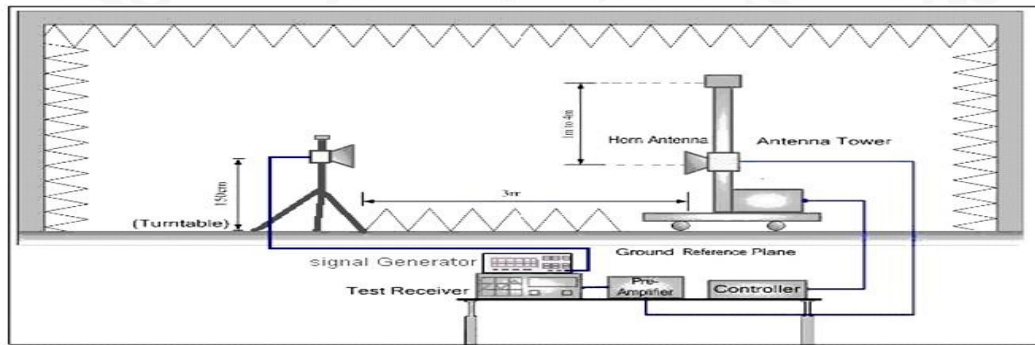 1m to 4m
Horn Antenna
Antenna Tower
150cm
3m
(Turntable)
Ground Reference Plane
signal Generator
Test Receiver
Pre-
Amplifier
Controller